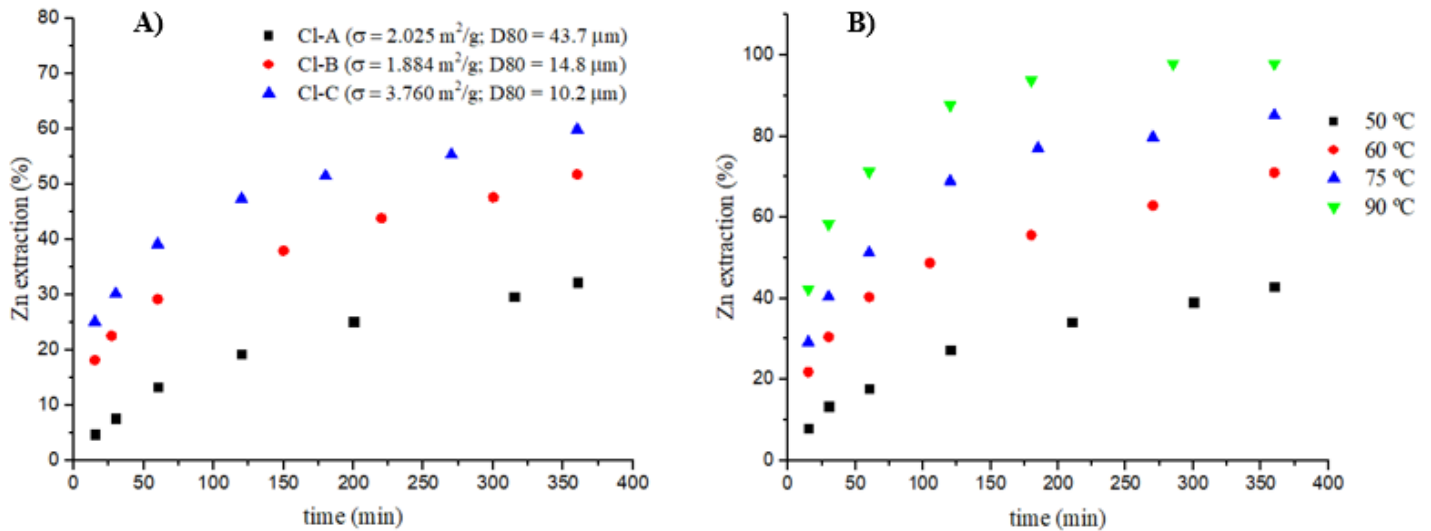 A)
Cl-A (σ = 2.025 m²/g; D80 = 43.7 μm)
Cl-B (σ = 1.884 m²/g; D80 = 14.8 μm)
Cl-C (σ = 3.760 m²/g; D80 = 10.2 μm)
80
70
60
50
40
30
20
10
0
Zn extraction (%)
0 50 100 150 200 250 300 350 400
time (min)
B)
50 ºC
60 ºC
75 ºC
90 ºC
100
80
60
40
20
0
Zn extraction (%)
0 50 100 150 200 250 300 350 400
time (min)